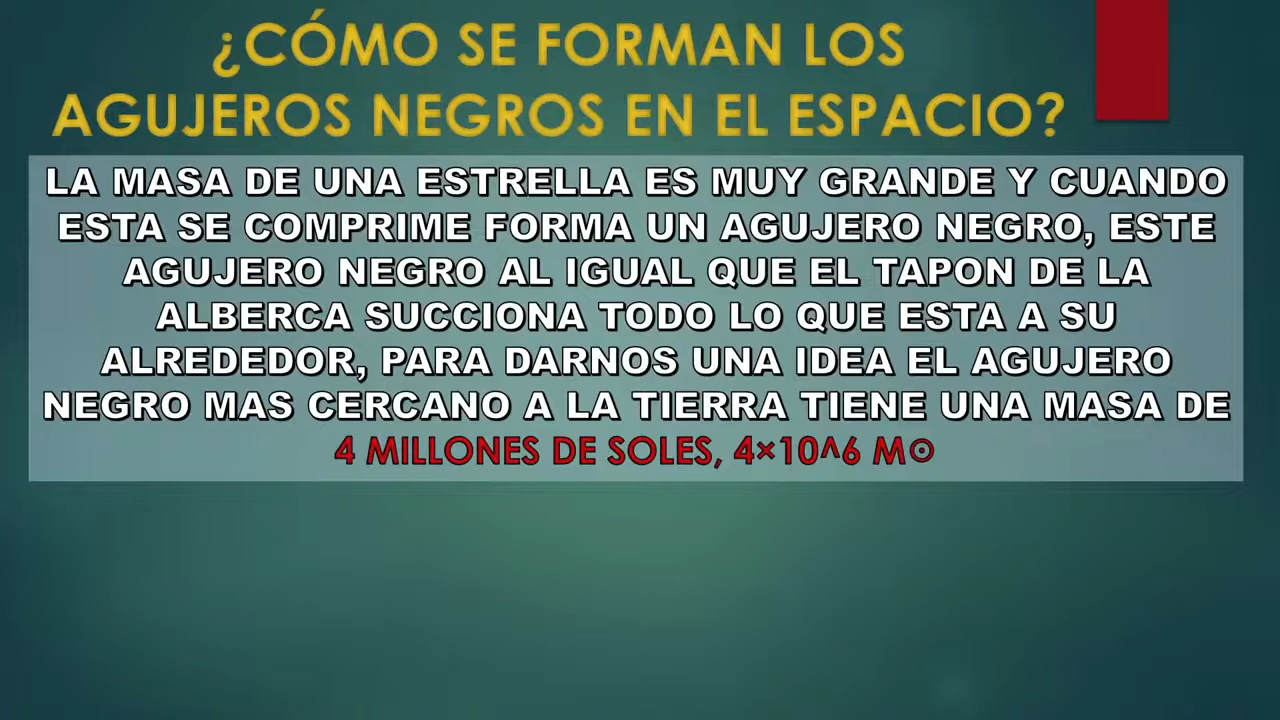 ¿CÓMO SE FORMAN LOS
AGUJEROS NEGROS EN EL ESPACIO?
LA MASA DE UNA ESTRELLA ES MUY GRANDE Y CUANDO
ESTA SE COMPRIME FORMA UN AGUJERO NEGRO, ESTE
AGUJERO NEGRO AL IGUAL QUE EL TAPON DE LA
ALBERCA SUCCIONA TODO LO QUE ESTA A SU
ALREDEDOR, PARA DARNOS UNA IDEA EL AGUJERO
NEGRO MAS CERCANO A LA TIERRA TIENE UNA MASA DE
4 MILLONES DE SOLES, 4×10^6 M⊙